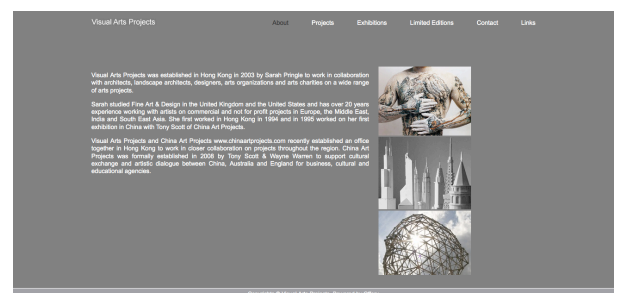 Visual Arts Projects
About Projects Exhibitions Limited Editions Contact Links
Visual Arts Projects was established in Hong Kong in 2003 by Sarah Pringle to work in collaboration
with architects, landscape architects, designers, arts organizations and arts charities on a wide range
of arts projects.
Sarah studied Fine Art & Design in the United Kingdom and the United States and has over 20 years
experience working with artists on commercial and not for profit projects in Europe, the Middle East,
India and South East Asia. She first worked in Hong Kong in 1994 and in 1995 worked on her first
exhibition in China with Tony Scott of China Art Projects.
Visual Arts Projects and China Art Projects www.chinaartprojects.com recently established an office
together in Hong Kong to work in closer collaboration on projects throughout the region. China Art
Projects was formally established in 2008 by Tony Scott & Wayne Warren to support cultural
exchange and artistic dialogue between China, Australia and England for business, cultural and
educational agencies.